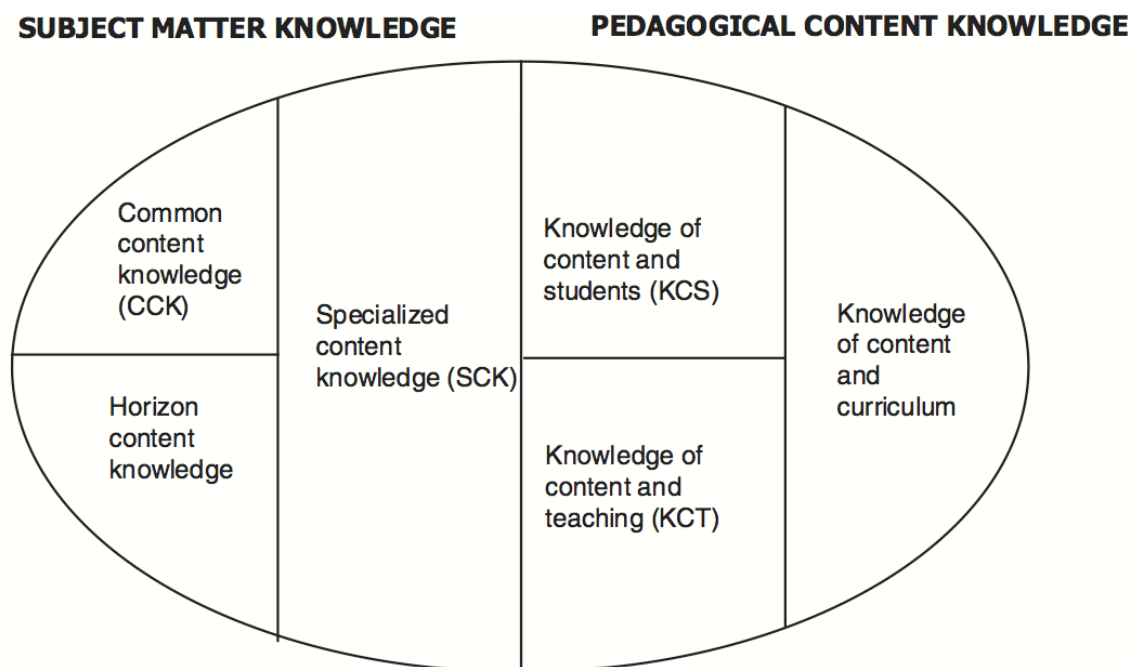 SUBJECT MATTER KNOWLEDGE
PEDAGOGICAL CONTENT KNOWLEDGE
Common
content
knowledge
(CCK)
Horizon
content
knowledge
Specialized
content
knowledge (SCK)
Knowledge of
content and
students (KCS)
Knowledge of
content and
teaching (KCT)
Knowledge
of content
and
curriculum